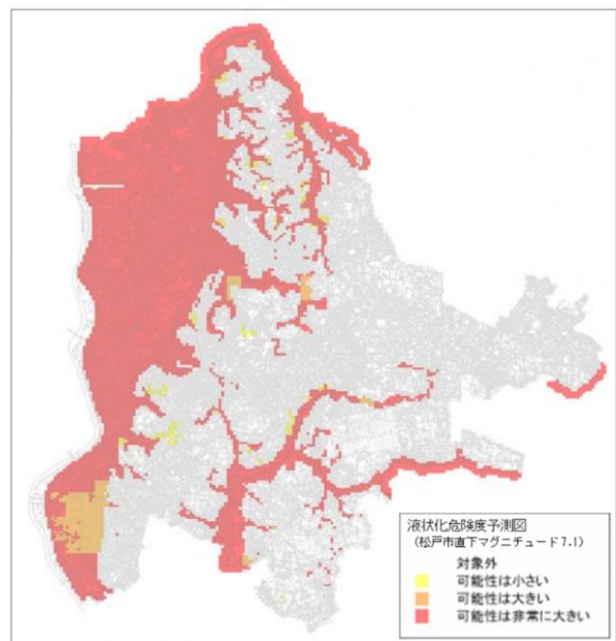 液状化危険度予測図
（松戸市直下マグニチュード7.1）
対象外
可能性は小さい
可能性は大きい
可能性は非常に大きい